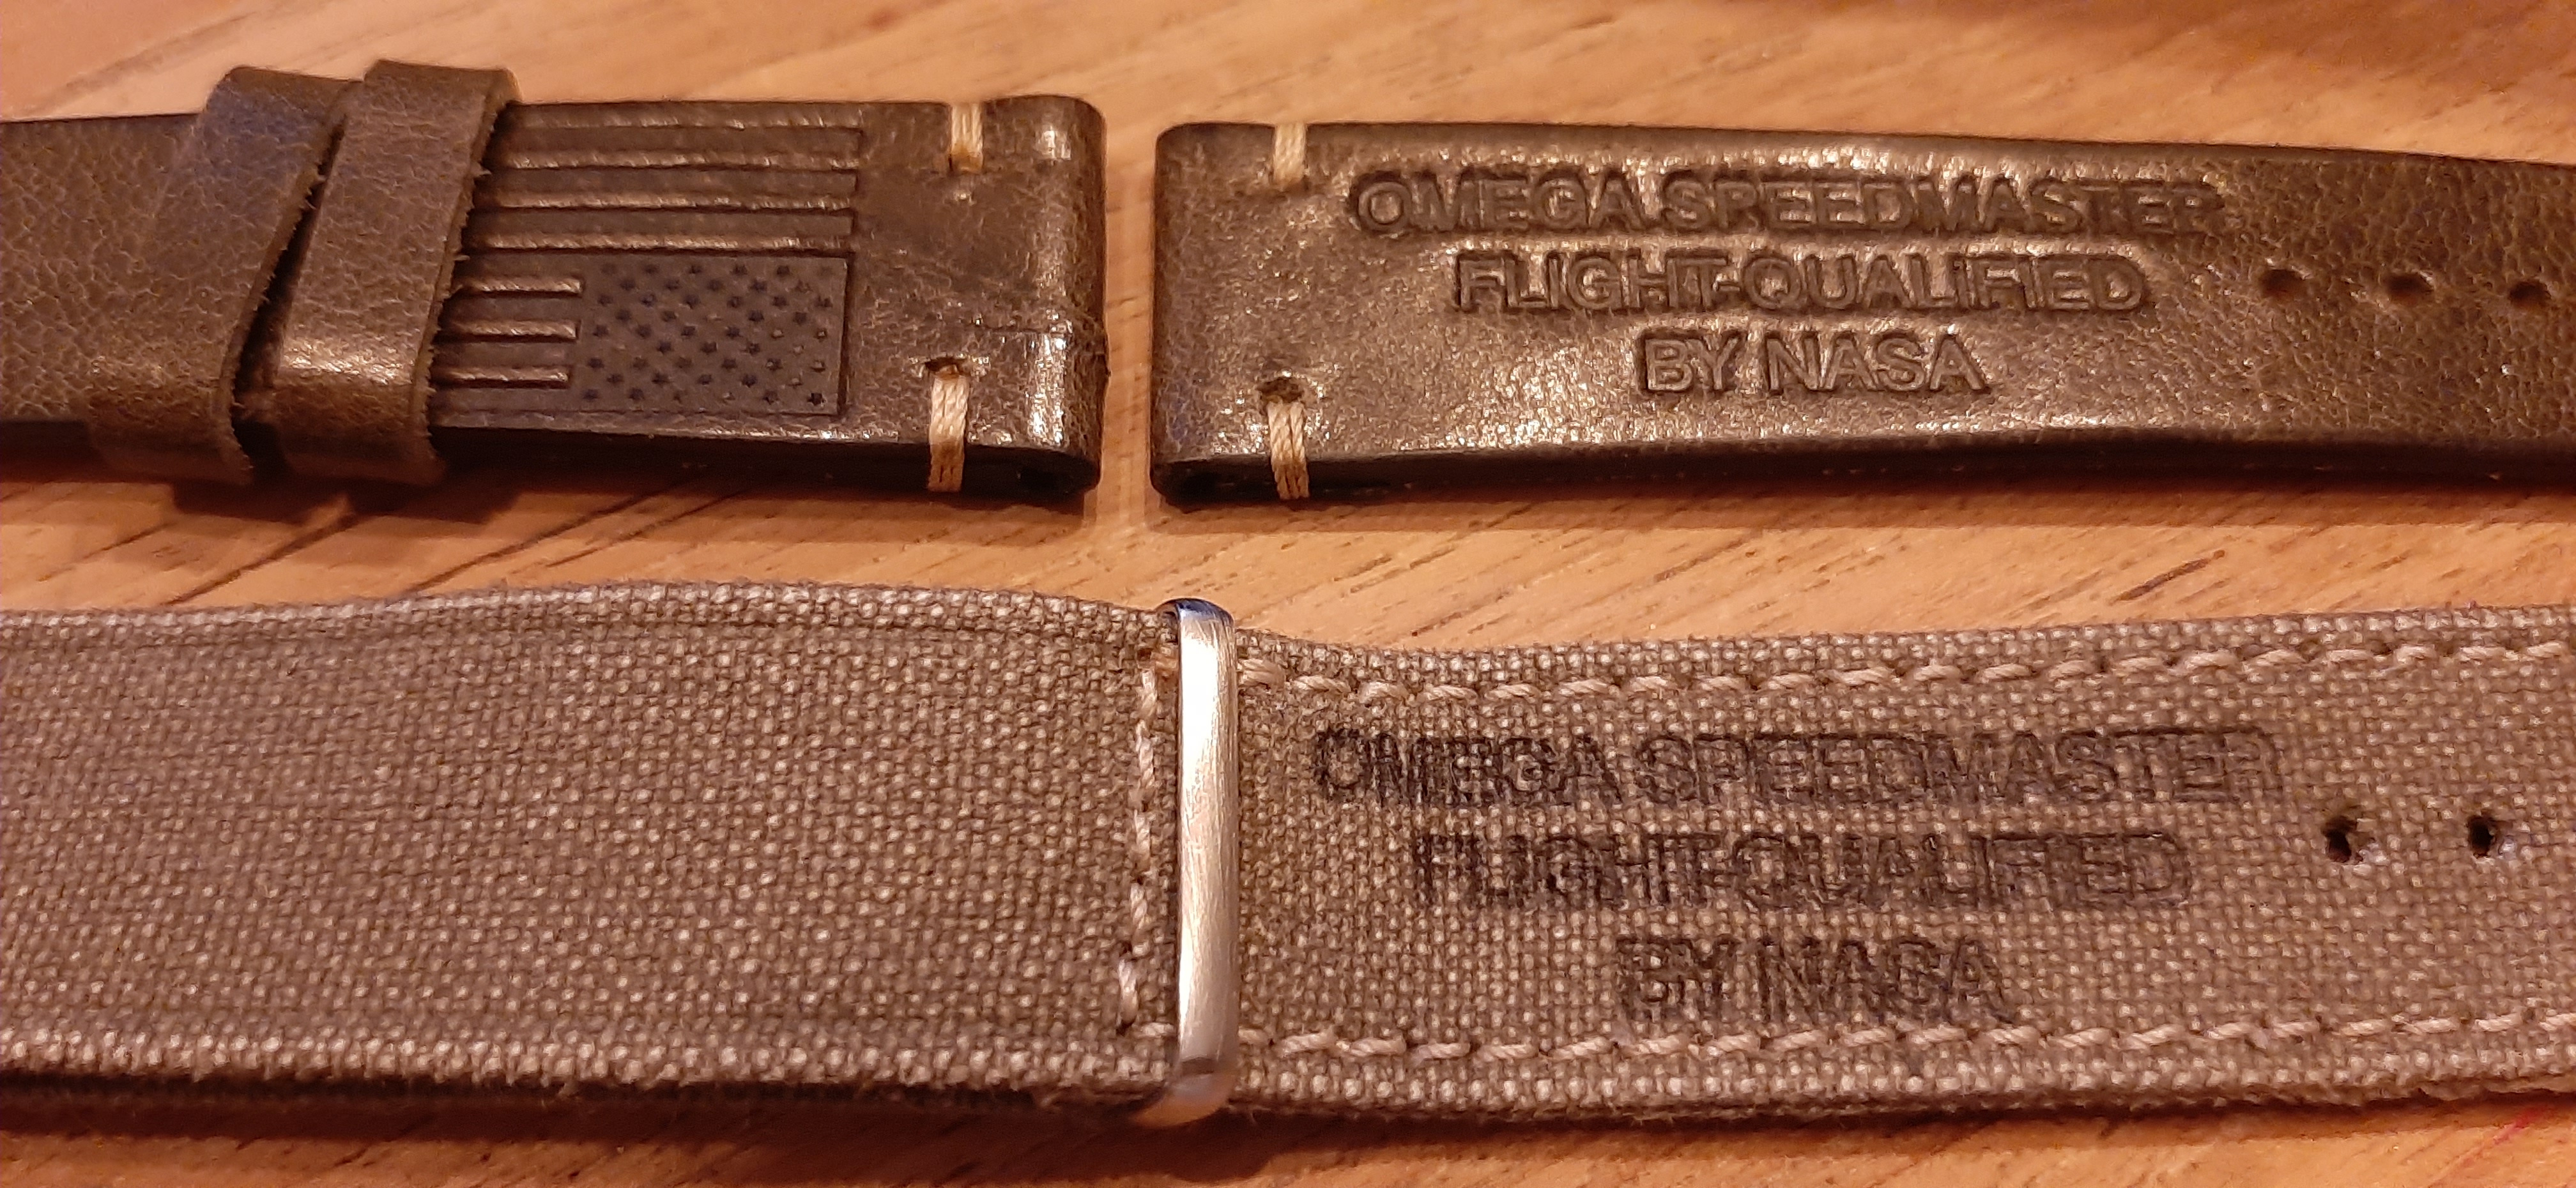 OMEGA SPEEDMASTER
FLIGHT-QUALIFIED
BY NASA
OMEGA SPEEDMASTER
FLIGHT-QUALIFIED
BY NASA